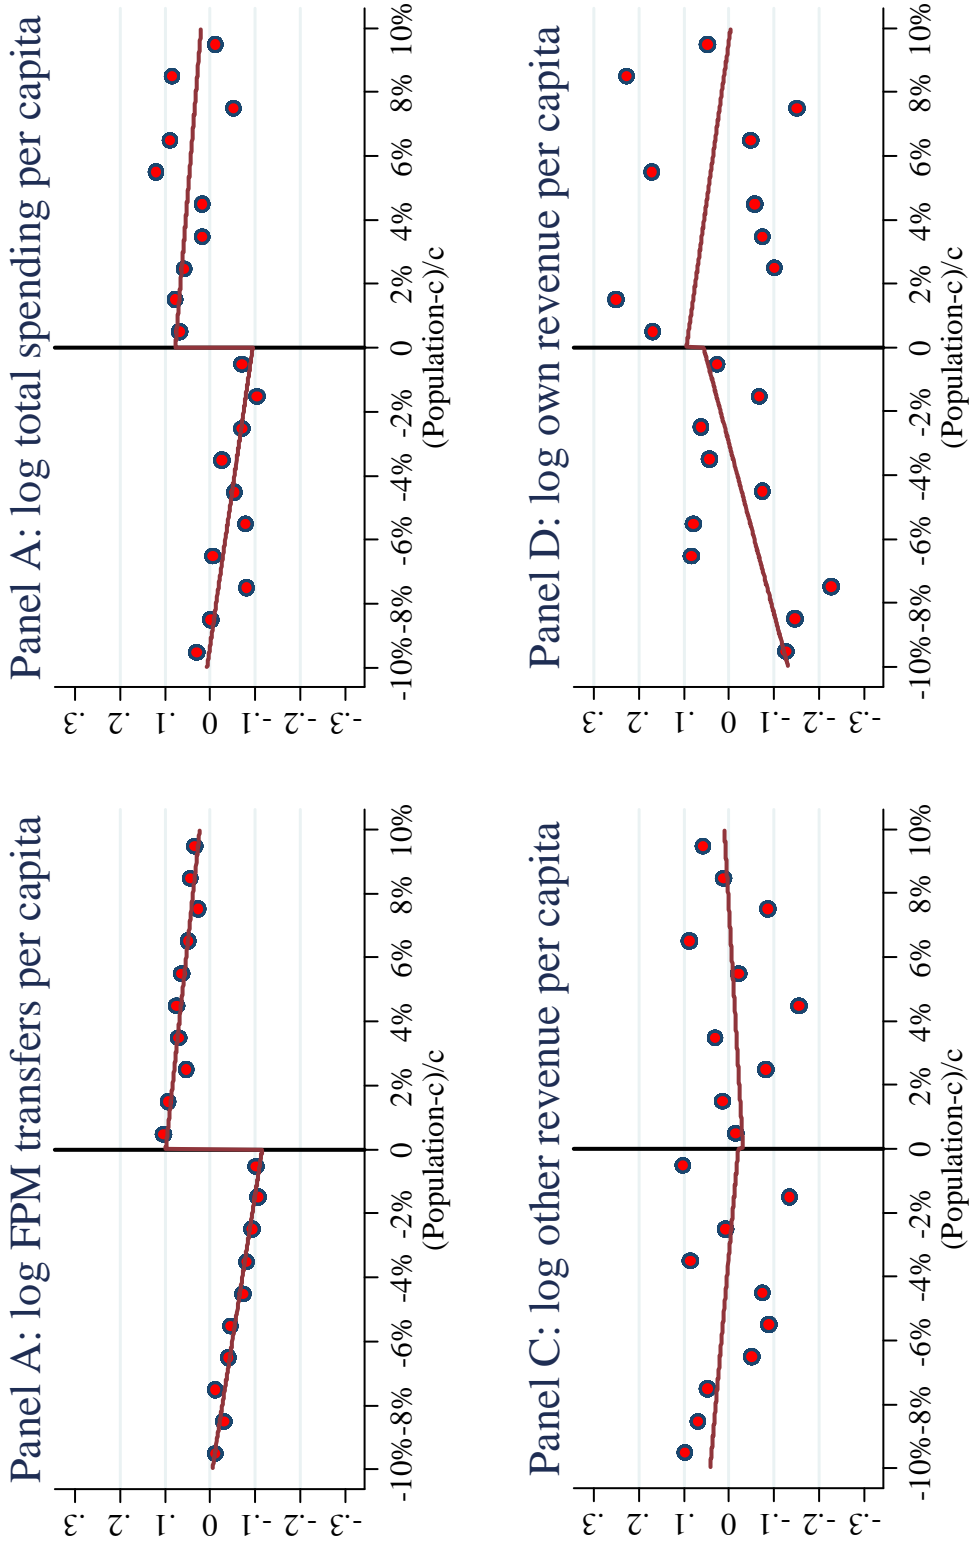 Panel A: log FPM transfers per capita
.3
.2
.1
0
-.1
-.2
-.3
-10% -8% -6% -4% -2% 0 2% 4% 6% 8% 10%
(Population-c)/c
Panel A: log total spending per capita
.3
.2
.1
0
-.1
-.2
-.3
-10% -8% -6% -4% -2% 0 2% 4% 6% 8% 10%
(Population-c)/c
Panel C: log other revenue per capita
.3
.2
.1
0
-.1
-.2
-.3
-10% -8% -6% -4% -2% 0 2% 4% 6% 8% 10%
(Population-c)/c
Panel D: log own revenue per capita
.3
.2
.1
0
-.1
-.2
-.3
-10% -8% -6% -4% -2% 0 2% 4% 6% 8% 10%
(Population-c)/c